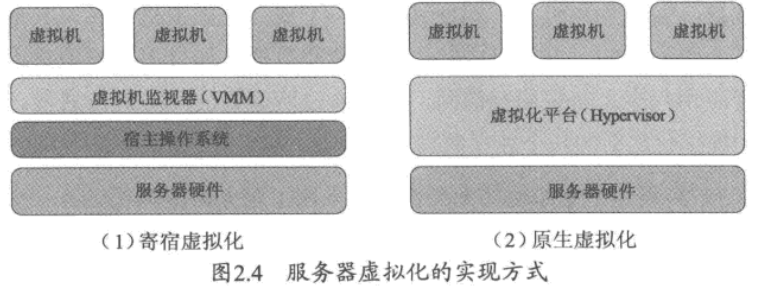 虚拟机 虚拟机 虚拟机
虚拟机监视器（VMM）
宿主操作系统
服务器硬件
（1）寄宿虚拟化
虚拟机 虚拟机 虚拟机
虚拟化平台（Hypervisor）
服务器硬件
（2）原生虚拟化
图2.4 服务器虚拟化的实现方式